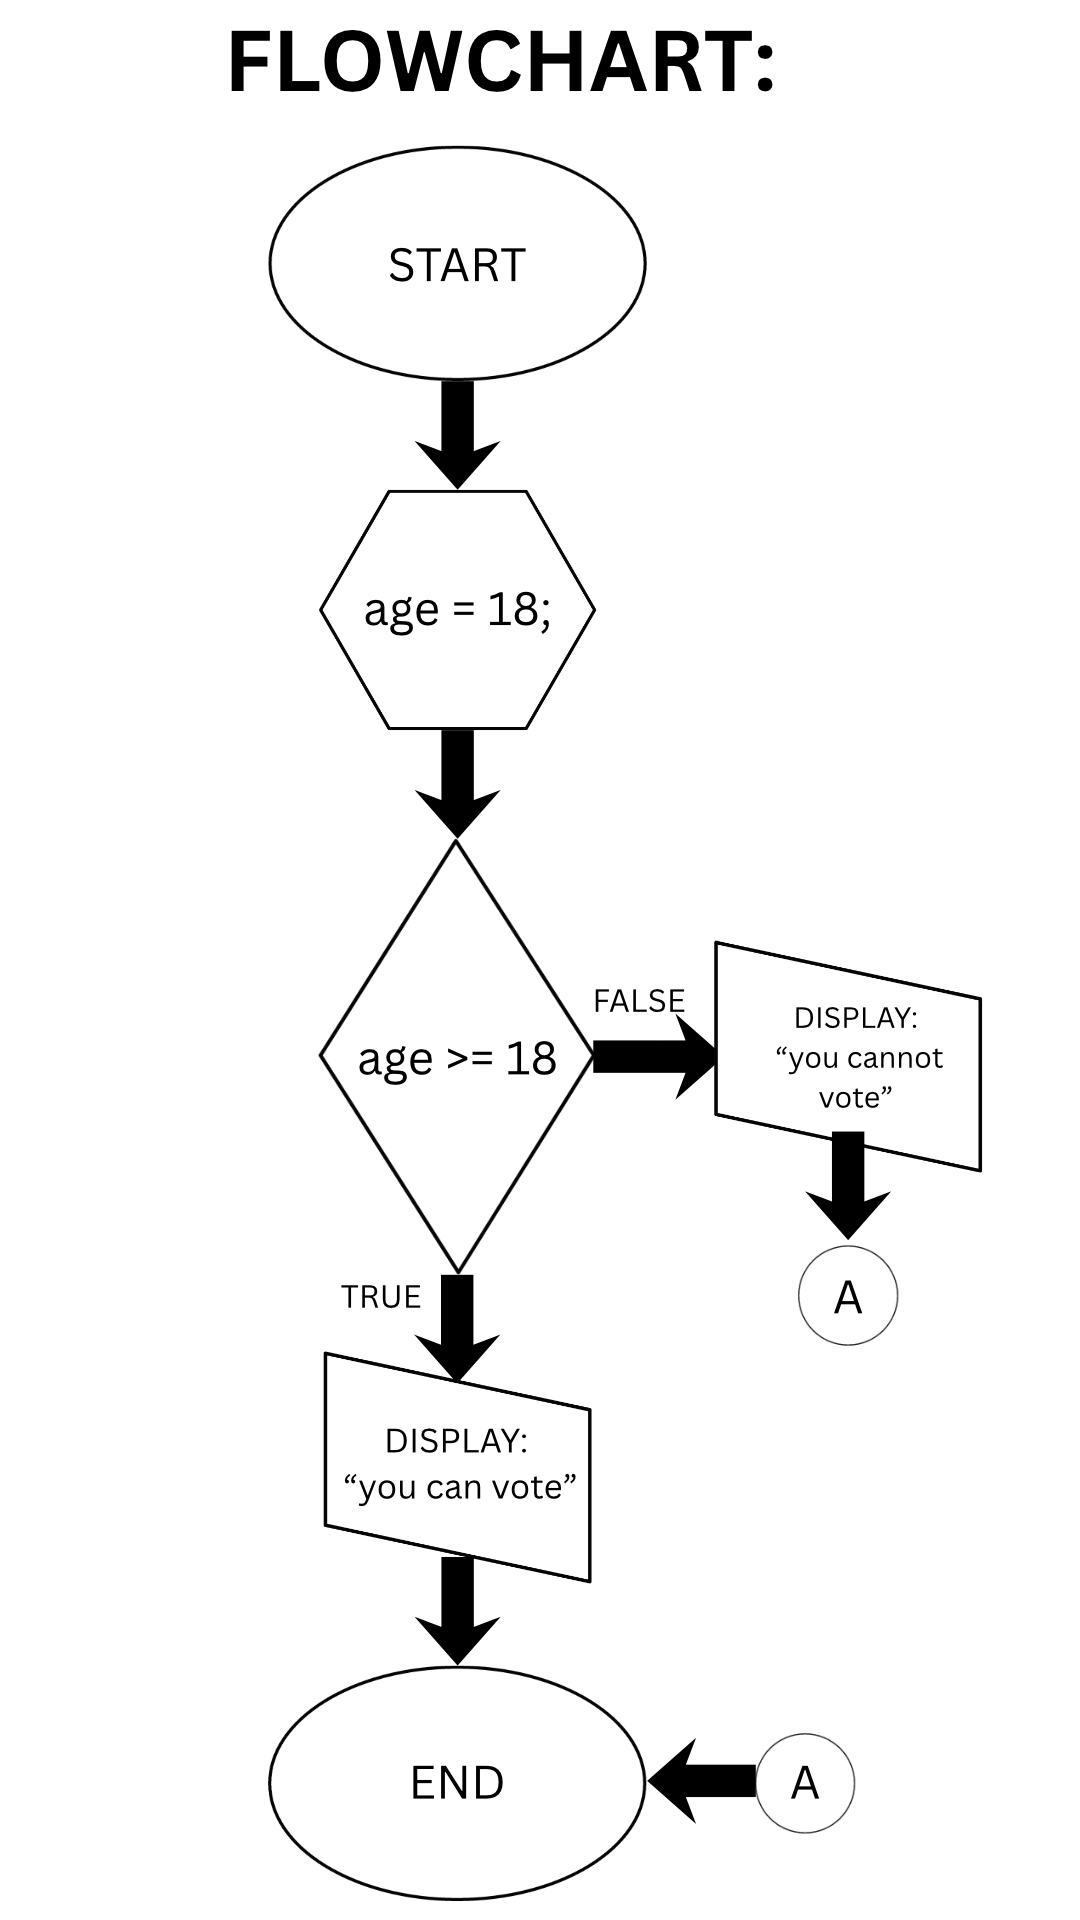 FLOWCHART:
START
age = 18;
age >= 18
FALSE
DISPLAY:
“you cannot
vote”
A
TRUE
DISPLAY:
“you can vote”
END
A